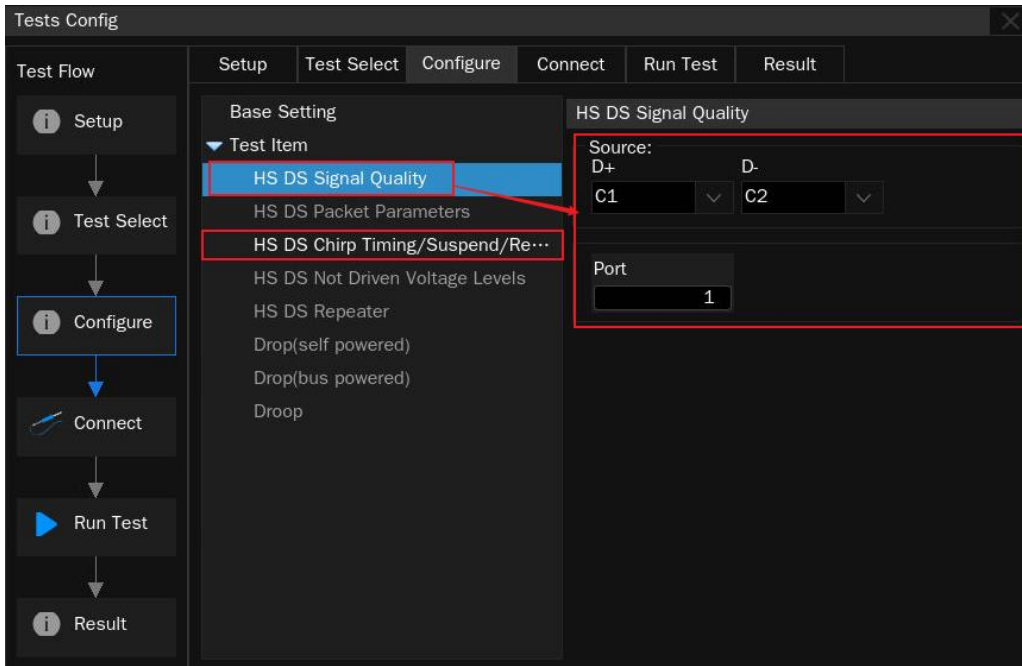 Tests Config
Test Flow
Setup
Test Select
Configure
Connect
Run Test
Result
Setup
Test Select
Configure
Connect
Run Test
Result
Base Setting
Test Item
HS DS Signal Quality
HS DS Packet Parameters
HS DS Chirp Timing/Suspend/Re···
HS DS Not Driven Voltage Levels
HS DS Repeater
Drop(self powered)
Drop(bus powered)
Droop
HS DS Signal Quality
Source:
D+ D-
C1 C2
Port
1